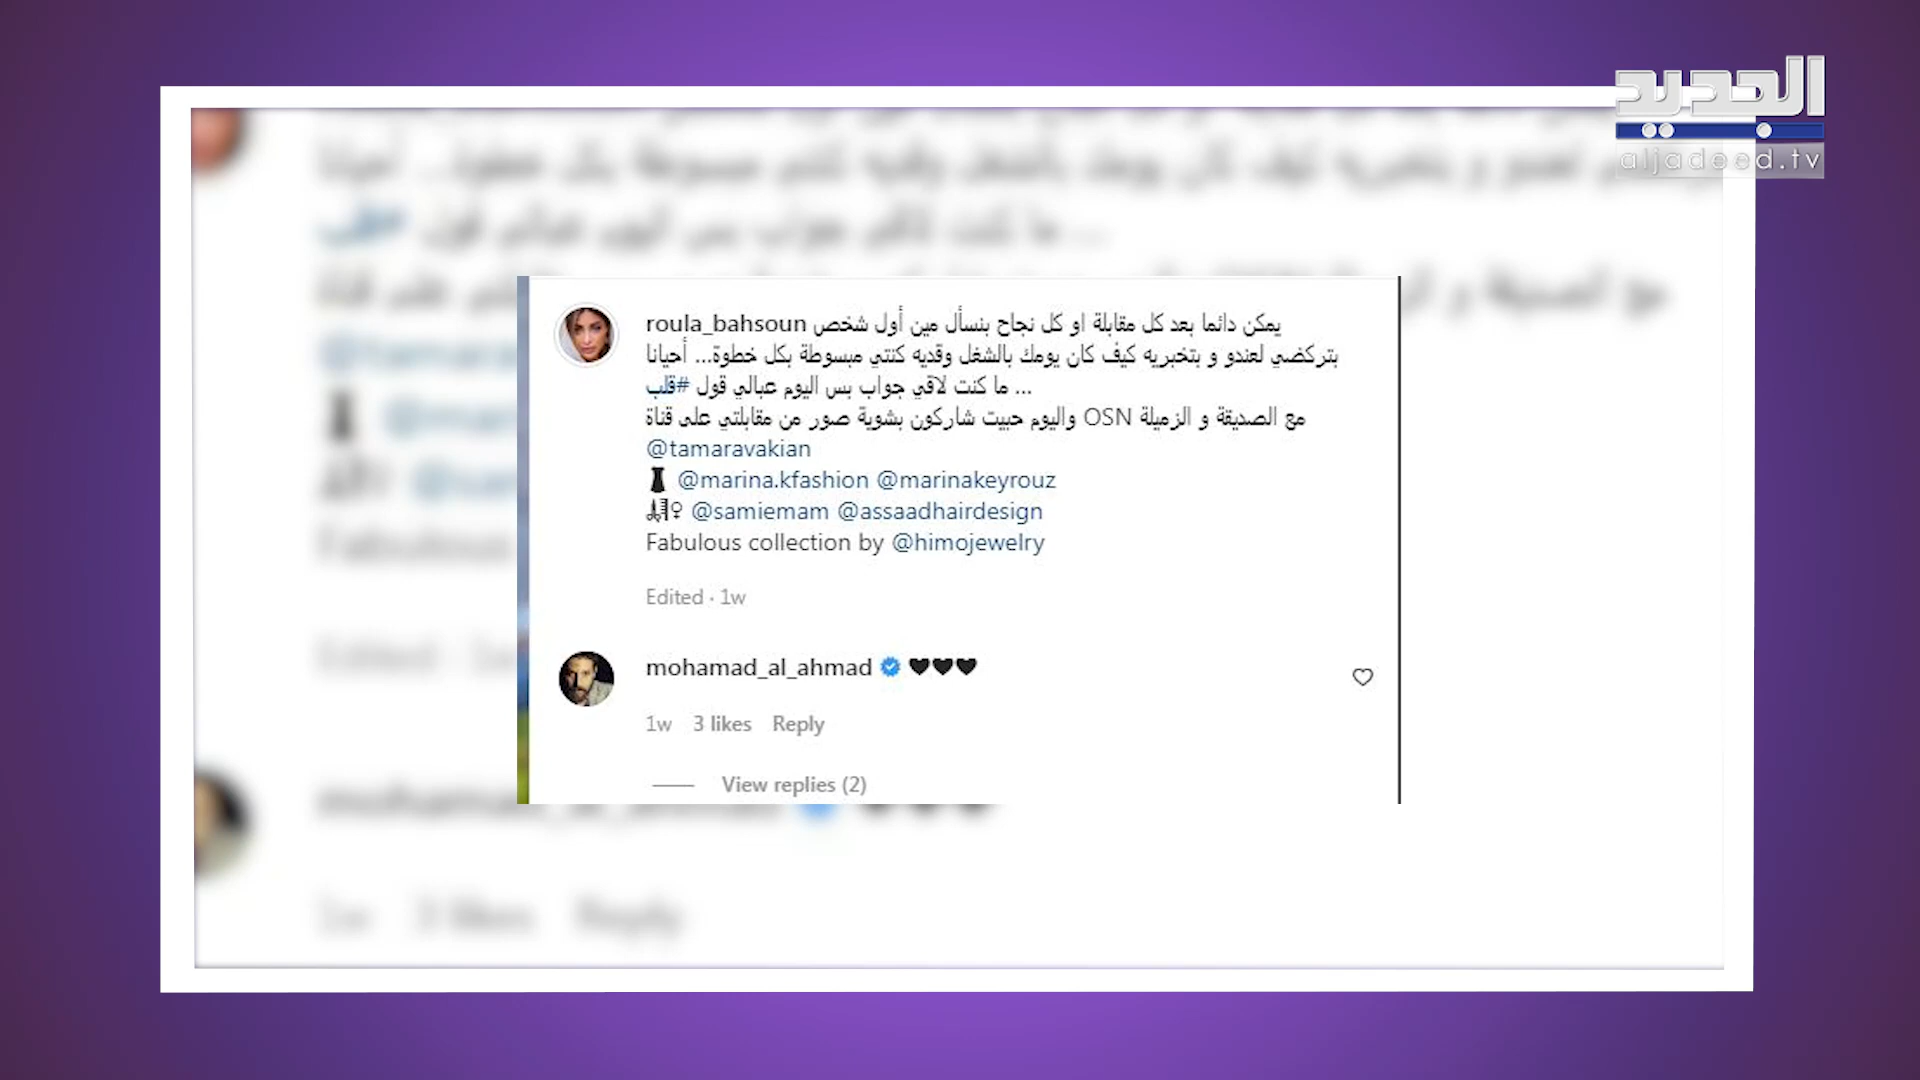 الجديد
aljadeed.tv
roula_bahsoun يمكن دائما بعد كل مقابلة او كل نجاح بنسأل مين أول شخص
بتركضي لعندو و بتخبريه كيف كان يومك بالشغل وقديه كنتي مبسوطة بكل خطوة... أحيانا
... ما كنت لاقي جواب بس اليوم عبالي قول #قلب
مع الصديقة و الزميلة OSN واليوم حبيت شاركون بشوية صور من مقابلتي على قناة
@tamaravakian
@marina.kfashion @marinakeyrouz
@samiemam @assaadhairdesign
Fabulous collection by @himojewelry
Edited · 1w
mohamad_al_ahmad 🖤🖤🖤
1w 3 likes Reply
View replies (2)